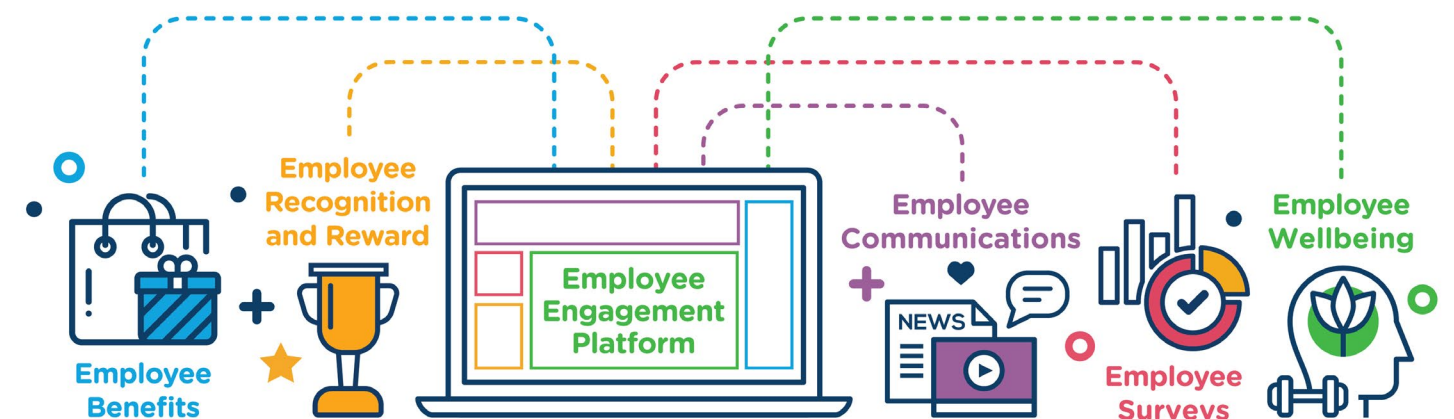 Employee
Benefits
Employee
Recognition
and Reward
Employee
Engagement
Platform
Employee
Communications
NEWS
Employee
Surveys
Employee
Wellbeing